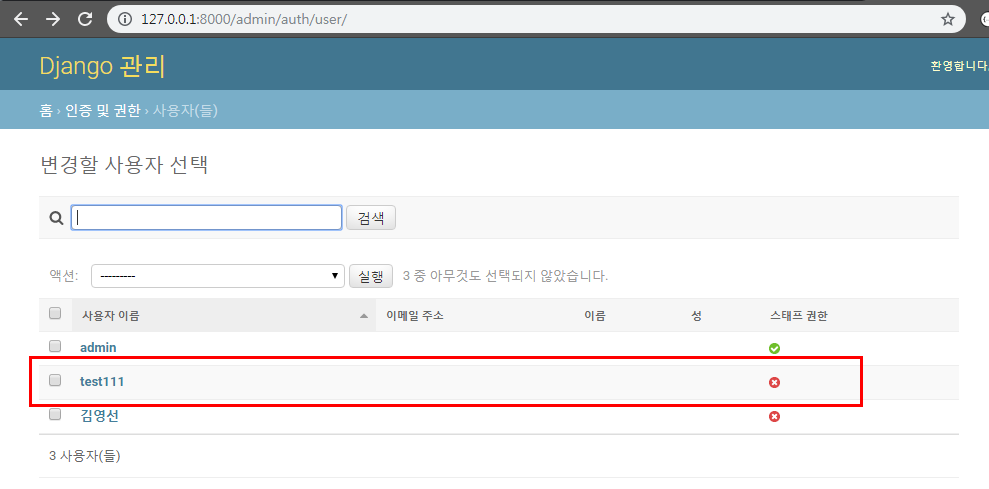 127.0.0.1:8000/admin/auth/user/
Django 관리
환영합니다.
홈 › 인증 및 권한 › 사용자(들)
변경할 사용자 선택
검색
액션: --------- 실행 3 중 아무것도 선택되지 않았습니다.
사용자 이름 이메일 주소 이름 성 스태프 권한
admin
test111
김영선
3 사용자(들)